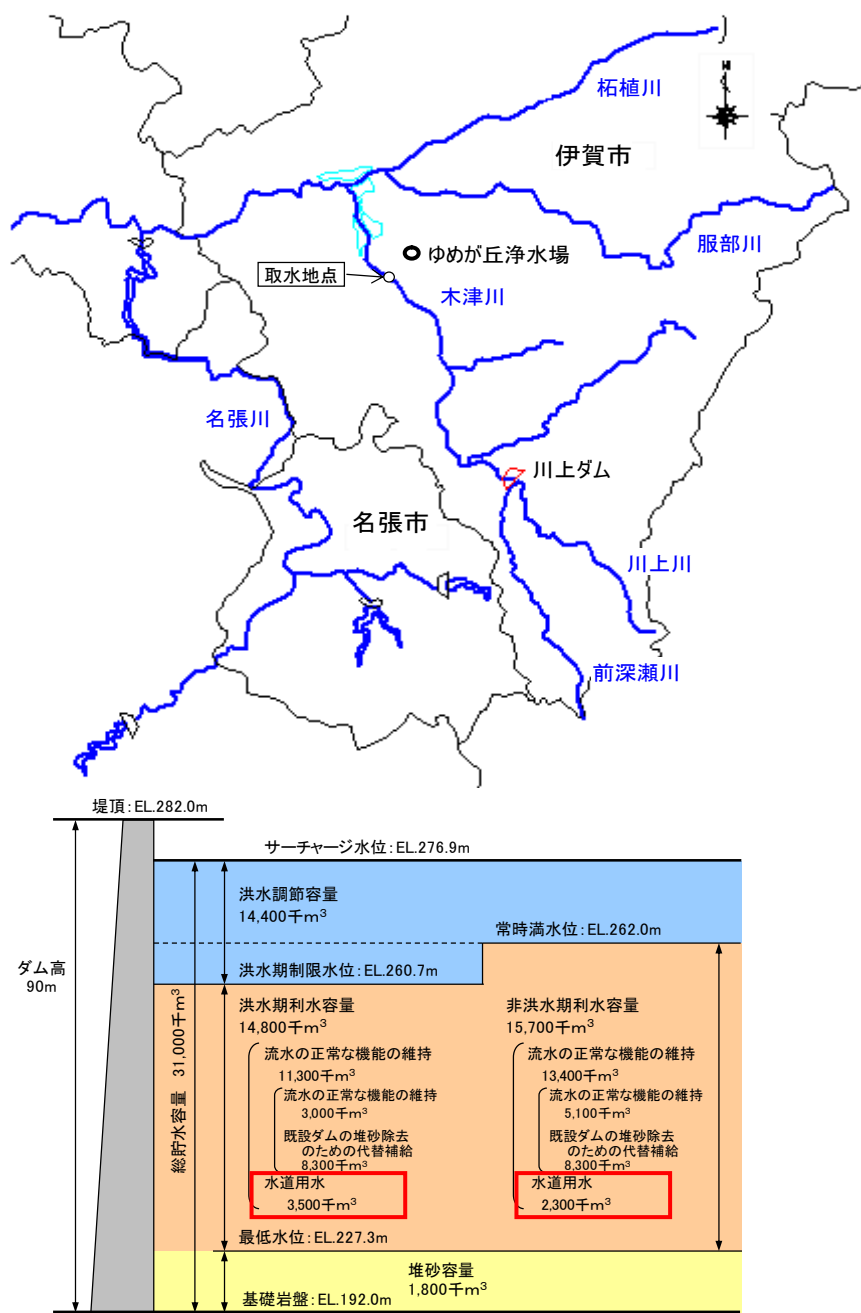 柘植川
N
伊賀市
服部川
ゆめが丘浄水場
取水地点
木津川
名張川
川上ダム
名張市
川上川
前深瀬川
堤頂:EL.282.0m
サーチャージ水位:EL.276.9m
洪水調節容量
14,400千m³
常時満水位:EL.262.0m
ダム高
90m
洪水期制限水位:EL.260.7m
総貯水容量 31,000千m³
洪水期利水容量
14,800千m³
流水の正常な機能の維持
11,300千m³
流水の正常な機能の維持
3,000千m³
既設ダムの堆砂除去
のための代替補給
8,300千m³
水道用水
3,500千m³
非洪水期利水容量
15,700千m³
流水の正常な機能の維持
13,400千m³
流水の正常な機能の維持
5,100千m³
既設ダムの堆砂除去
のための代替補給
8,300千m³
水道用水
2,300千m³
最低水位:EL.227.3m
堆砂容量
1,800千m³
基礎岩盤:EL.192.0m